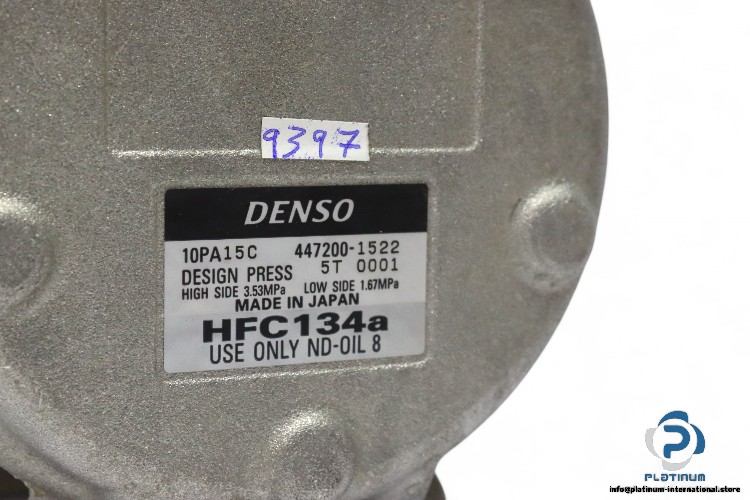 9397
DENSO
10PA15C 447200-1522
DESIGN PRESS 5T 0001
HIGH SIDE 3.53MPa LOW SIDE 1.67MPa
MADE IN JAPAN
HFC134a
USE ONLY ND-OIL 8
PLATINUM
info@platinum-international.store